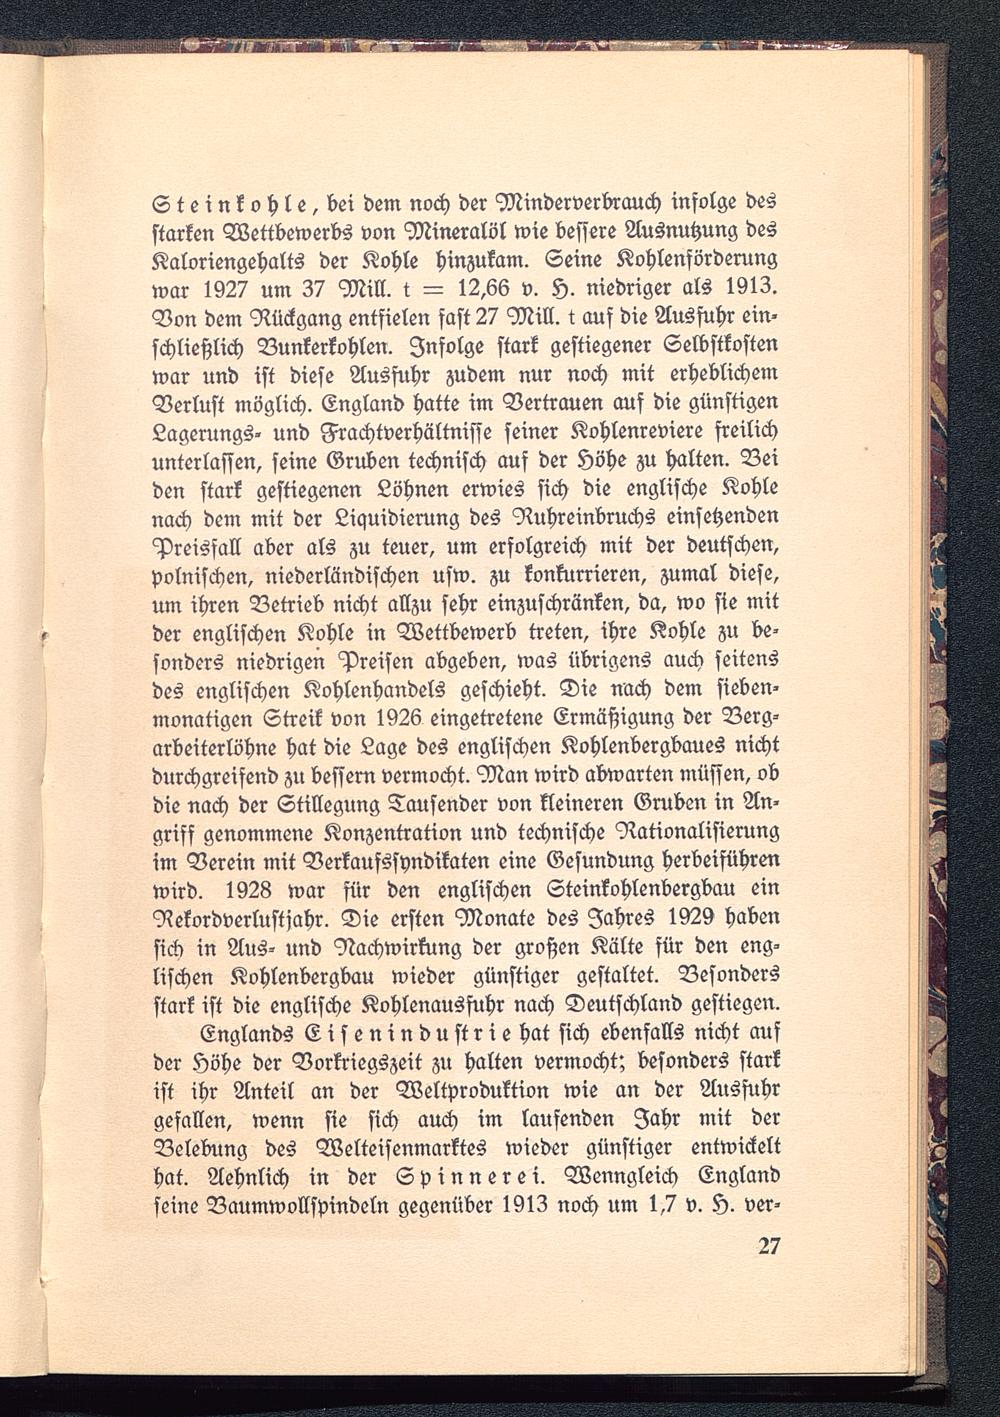 Steinkohle, bei dem noch der Minderverbrauch infolge des
starken Wettbewerbs von Mineralöl wie bessere Ausnutzung des
Kaloriengehalts der Kohle hinzukam. Seine Kohlenförderung
war 1927 um 37 Mill. t = 12,66 v. H. niedriger als 1913.
Von dem Rückgang entfielen fast 27 Mill. t auf die Ausfuhr ein-
schließlich Bunkerkohlen. Infolge stark gestiegener Selbstkosten
war und ist diese Ausfuhr zudem nur noch mit erheblichem
Verlust möglich. England hatte im Vertrauen auf die günstigen
Lagerungs- und Frachtverhältnisse seiner Kohlenreviere freilich
unterlassen, seine Gruben technisch auf der Höhe zu halten. Bei
den stark gestiegenen Löhnen erwies sich die englische Kohle
nach dem mit der Liquidierung des Ruhreinbruchs einsetzenden
Preisfall aber als zu teuer, um erfolgreich mit der deutschen,
polnischen, niederländischen usw. zu konkurrieren, zumal diese,
um ihren Betrieb nicht allzu sehr einzuschränken, da, wo sie mit
der englischen Kohle in Wettbewerb treten, ihre Kohle zu be-
sonders niedrigen Preisen abgeben, was übrigens auch seitens
des englischen Kohlenhandels geschieht. Die nach dem sieben-
monatigen Streik von 1926 eingetretene Ermäßigung der Berg-
arbeiterlöhne hat die Lage des englischen Kohlenbergbaues nicht
durchgreifend zu bessern vermocht. Man wird abwarten müssen, ob
die nach der Stillegung Tausender von kleineren Gruben in An-
griff genommene Konzentration und technische Rationalisierung
im Verein mit Verkaufssyndikaten eine Gesundung herbeiführen
wird. 1928 war für den englischen Steinkohlenbergbau ein
Rekordverlustjahr. Die ersten Monate des Jahres 1929 haben
sich in Aus- und Nachwirkung der großen Kälte für den eng-
lischen Kohlenbergbau wieder günstiger gestaltet. Besonders
stark ist die englische Kohlenausfuhr nach Deutschland gestiegen.
Englands Eisenindustrie hat sich ebenfalls nicht auf
der Höhe der Vorkriegszeit zu halten vermocht; besonders stark
ist ihr Anteil an der Weltproduktion wie an der Ausfuhr
gefallen, wenn sie sich auch im laufenden Jahr mit der
Belebung des Welteisenmarktes wieder günstiger entwickelt
hat. Aehnlich in der Spinnerei. Wenngleich England
seine Baumwollspindeln gegenüber 1913 noch um 1,7 v. H. ver-
27